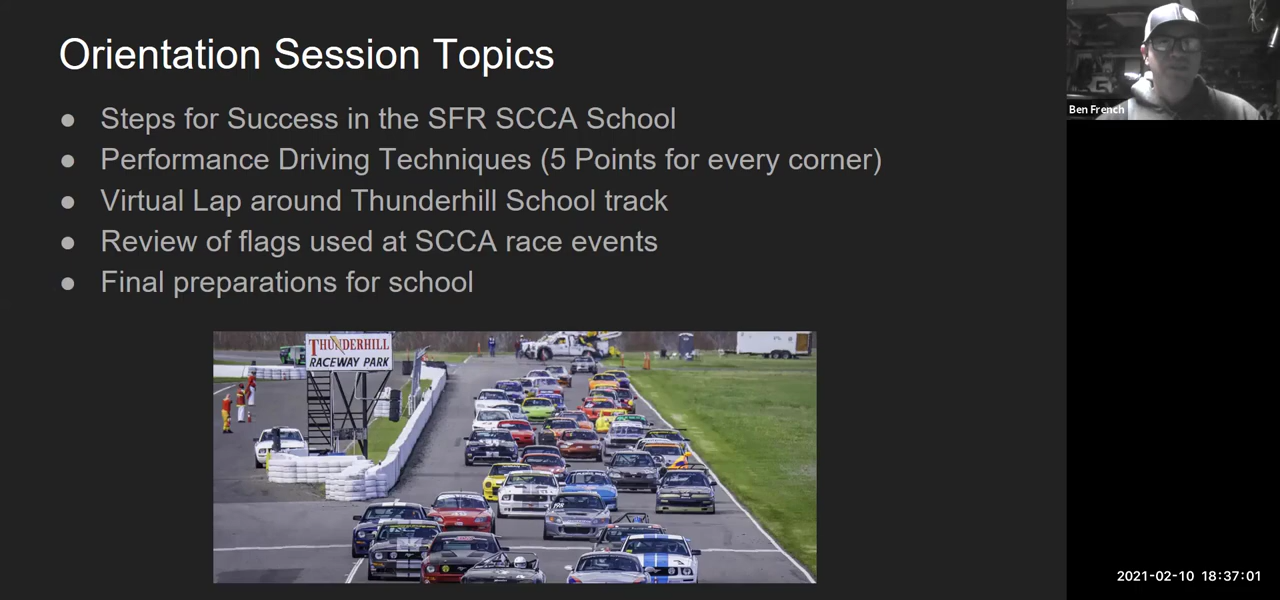 Orientation Session Topics
● Steps for Success in the SFR SCCA School
● Performance Driving Techniques (5 Points for every corner)
● Virtual Lap around Thunderhill School track
● Review of flags used at SCCA race events
● Final preparations for school
THUNDERHILL
RACEWAY PARK
Ben French
2021-02-10 18:37:01